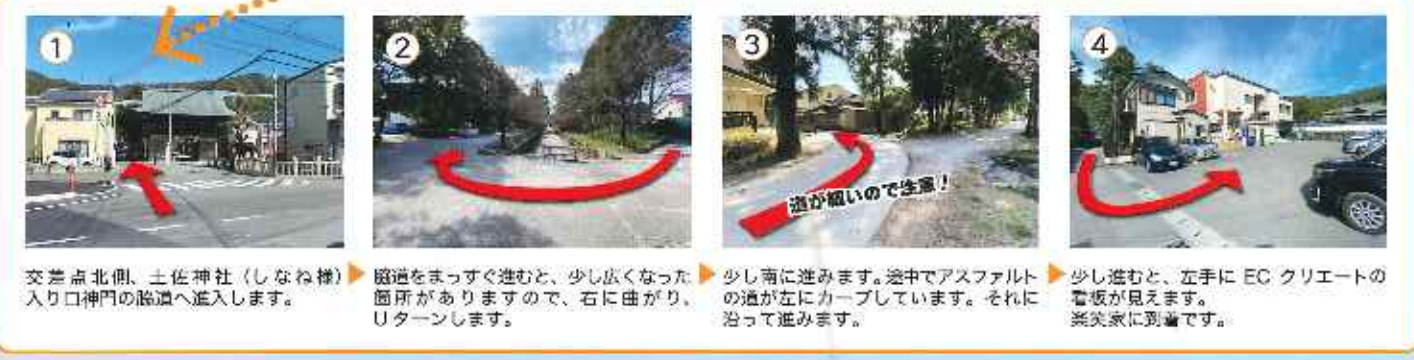 ①
交差点北側、土佐神社（しなね様）
入り口神門の脇道へ進入します。
②
脇道をまっすぐ進むと、少し広くなった
箇所がありますので、右に曲がり、
Uターンします。
③
道が細いので注意！
少し南に進みます。途中でアスファルト
の道が左にカーブしています。それに
沿って進みます。
④
少し進むと、左手に EC クリエートの
看板が見えます。
楽笑家に到着です。